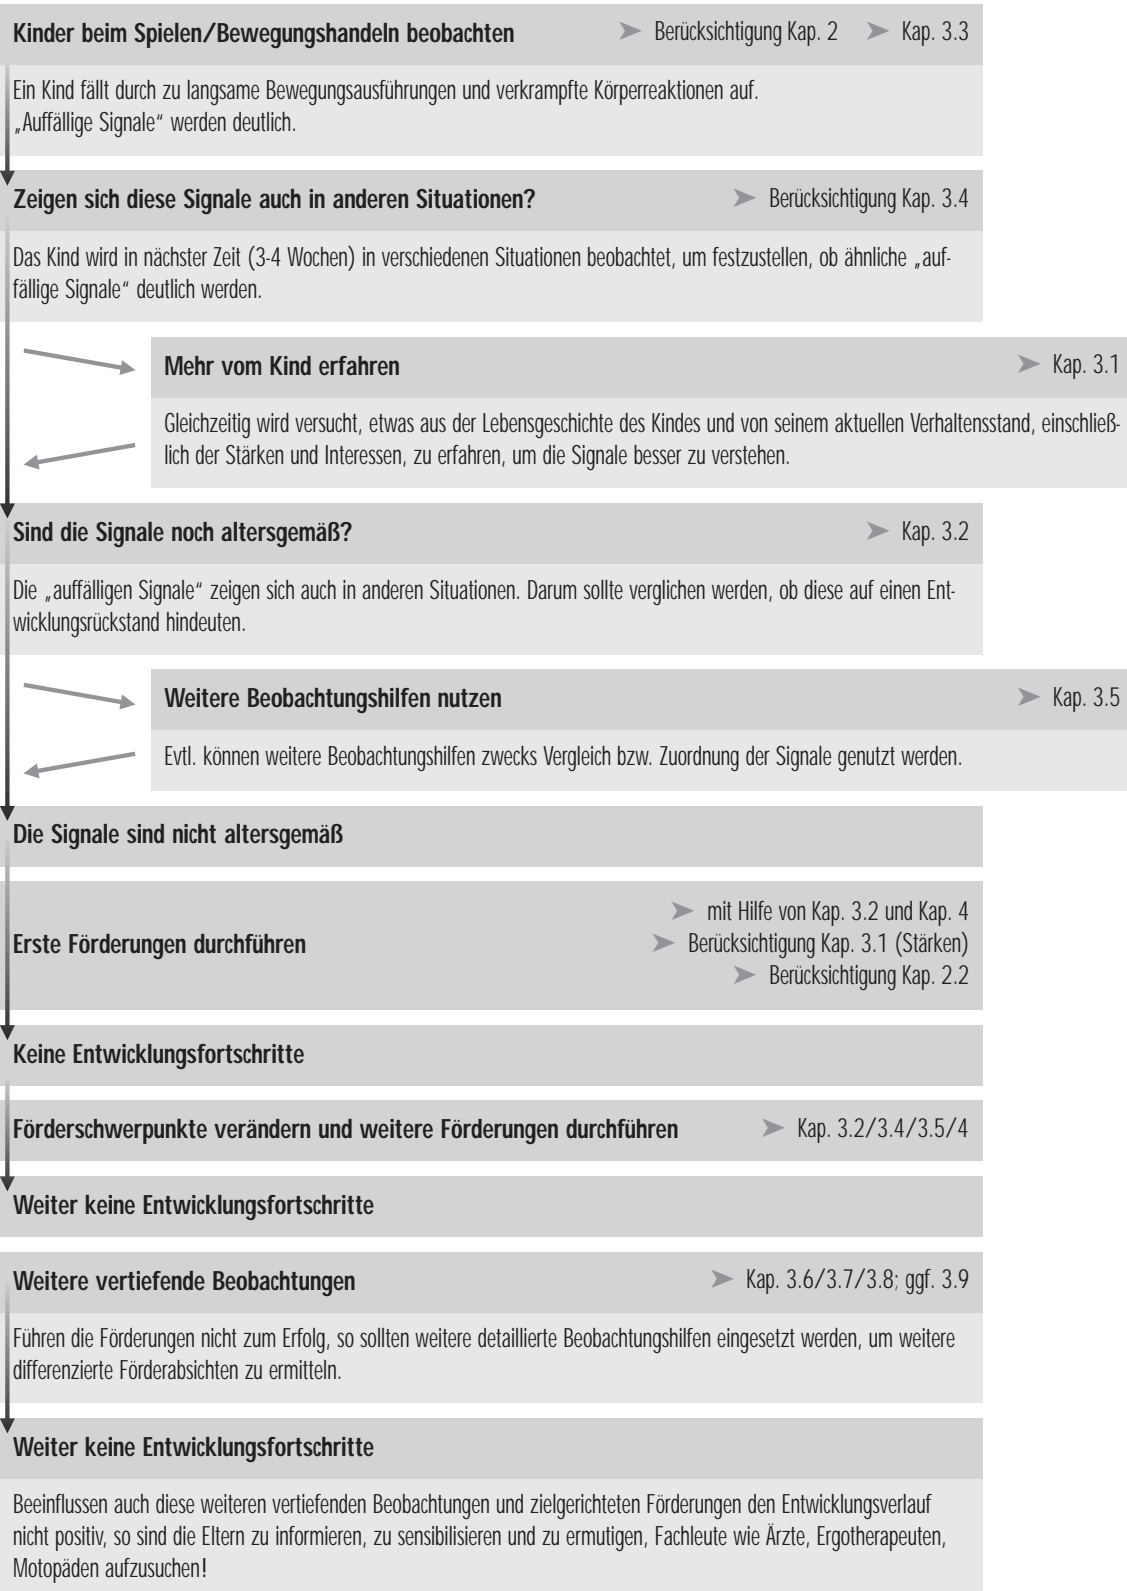 Kinder beim Spielen/Bewegungshandeln beobachten ➤ Berücksichtigung Kap. 2 ➤ Kap. 3.3
Ein Kind fällt durch zu langsame Bewegungsausführungen und verkrampfte Körperreaktionen auf.
„Auffällige Signale“ werden deutlich.
Zeigen sich diese Signale auch in anderen Situationen? ➤ Berücksichtigung Kap. 3.4
Das Kind wird in nächster Zeit (3-4 Wochen) in verschiedenen Situationen beobachtet, um festzustellen, ob ähnliche „auf-
fällige Signale“ deutlich werden.
Mehr vom Kind erfahren ➤ Kap. 3.1
Gleichzeitig wird versucht, etwas aus der Lebensgeschichte des Kindes und von seinem aktuellen Verhaltensstand, einschließ-
lich der Stärken und Interessen, zu erfahren, um die Signale besser zu verstehen.
Sind die Signale noch altersgemäß? ➤ Kap. 3.2
Die „auffälligen Signale“ zeigen sich auch in anderen Situationen. Darum sollte verglichen werden, ob diese auf einen Ent-
wicklungsrückstand hindeuten.
Weitere Beobachtungshilfen nutzen ➤ Kap. 3.5
Evtl. können weitere Beobachtungshilfen zwecks Vergleich bzw. Zuordnung der Signale genutzt werden.
Die Signale sind nicht altersgemäß
Erste Förderungen durchführen
➤ mit Hilfe von Kap. 3.2 und Kap. 4
➤ Berücksichtigung Kap. 3.1 (Stärken)
➤ Berücksichtigung Kap. 2.2
Keine Entwicklungsfortschritte
Förderschwerpunkte verändern und weitere Förderungen durchführen ➤ Kap. 3.2/3.4/3.5/4
Weiter keine Entwicklungsfortschritte
Weitere vertiefende Beobachtungen ➤ Kap. 3.6/3.7/3.8; ggf. 3.9
Führen die Förderungen nicht zum Erfolg, so sollten weitere detaillierte Beobachtungshilfen eingesetzt werden, um weitere
differenzierte Förderabsichten zu ermitteln.
Weiter keine Entwicklungsfortschritte
Beeinflussen auch diese weiteren vertiefenden Beobachtungen und zielgerichteten Förderungen den Entwicklungsverlauf
nicht positiv, so sind die Eltern zu informieren, zu sensibilisieren und zu ermutigen, Fachleute wie Ärzte, Ergotherapeuten,
Motopäden aufzusuchen!